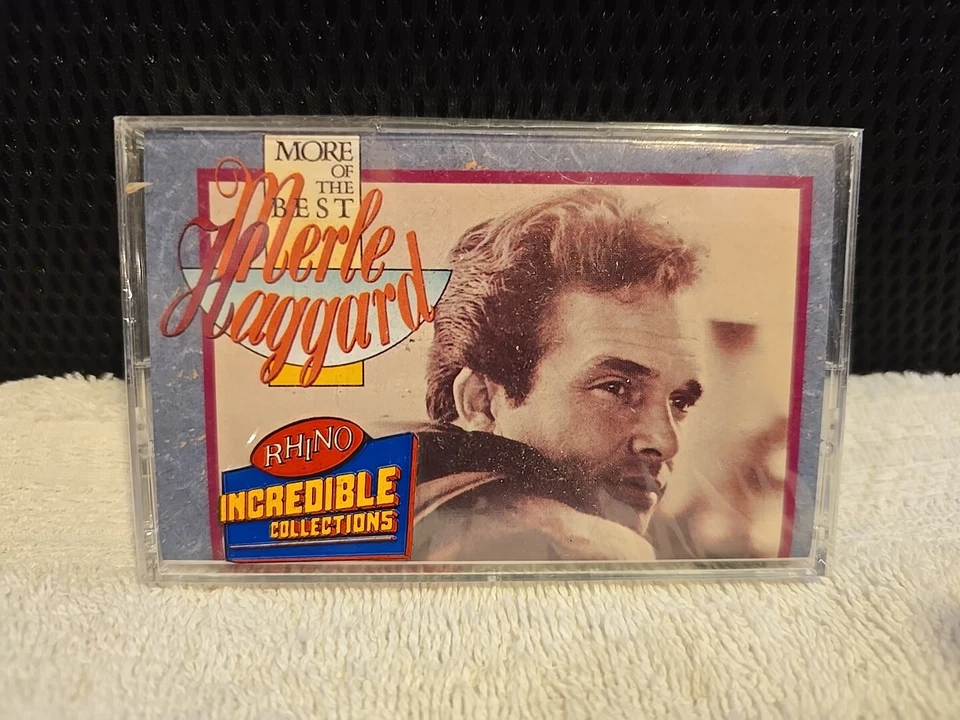 MORE
OF
THE
BEST
Merle
Haggard
RHINO
INCREDIBLE
COLLECTIONS